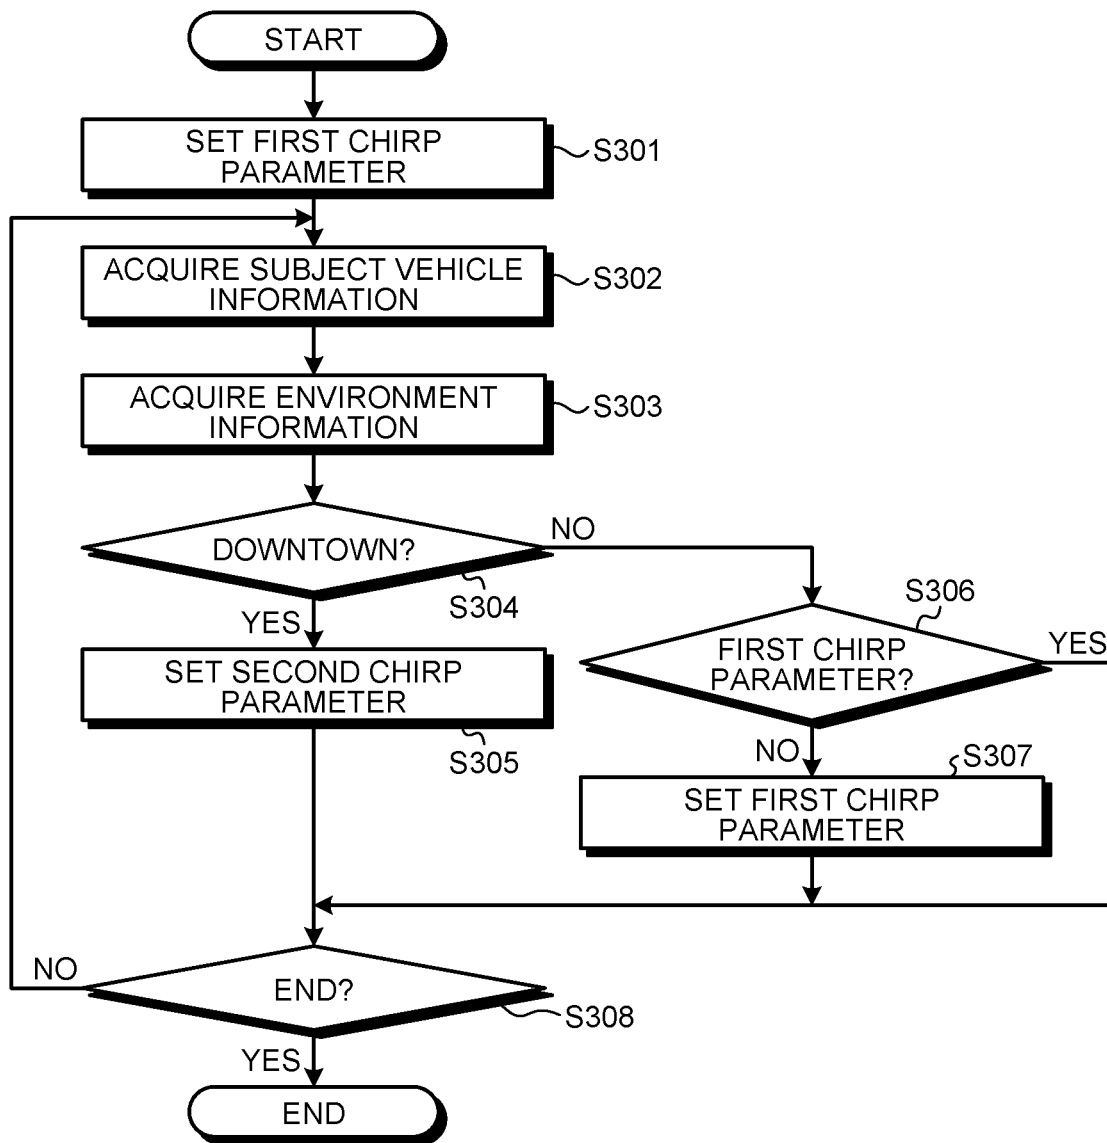 START
SET FIRST CHIRP
PARAMETER
S301
ACQUIRE SUBJECT VEHICLE
INFORMATION
S302
ACQUIRE ENVIRONMENT
INFORMATION
S303
DOWNTOWN?
NO
S304
YES
S306
FIRST CHIRP
PARAMETER?
YES
SET SECOND CHIRP
PARAMETER
S305
NO
S307
SET FIRST CHIRP
PARAMETER
NO
END?
S308
YES
END